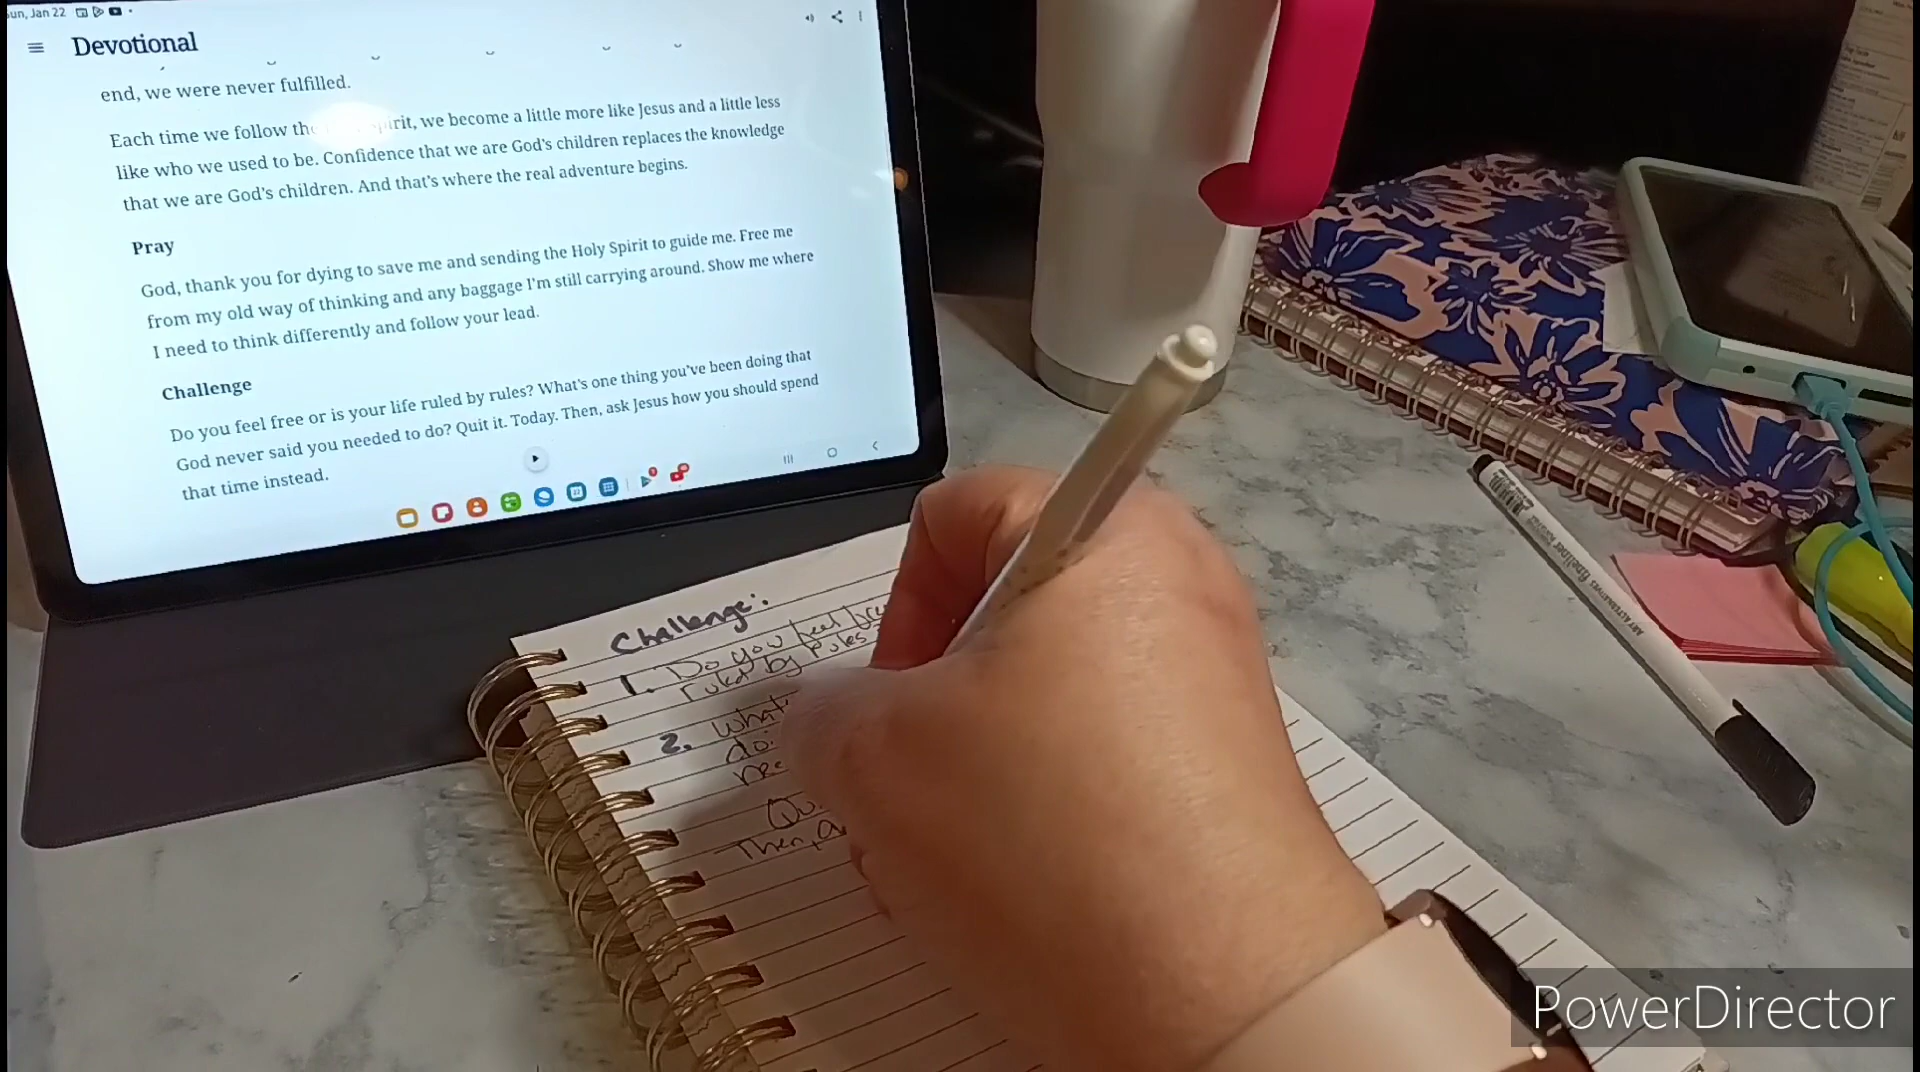 Sun, Jan 22
Devotional
end, we were never fulfilled.
Each time we follow the Spirit, we become a little more like Jesus and a little less
like who we used to be. Confidence that we are God's children replaces the knowledge
that we are God's children. And that's where the real adventure begins.
Pray
God, thank you for dying to save me and sending the Holy Spirit to guide me. Free me
from my old way of thinking and any baggage I'm still carrying around. Show me where
I need to think differently and follow your lead.
Challenge
Do you feel free or is your life ruled by rules? What's one thing you've been doing that
God never said you needed to do? Quit it. Today. Then, ask Jesus how you should spend
that time instead.
Challenge:
1. Do you feel
ruled by rules
2. What
Then,
ARTALTERNATIVES fineliner
PowerDirector